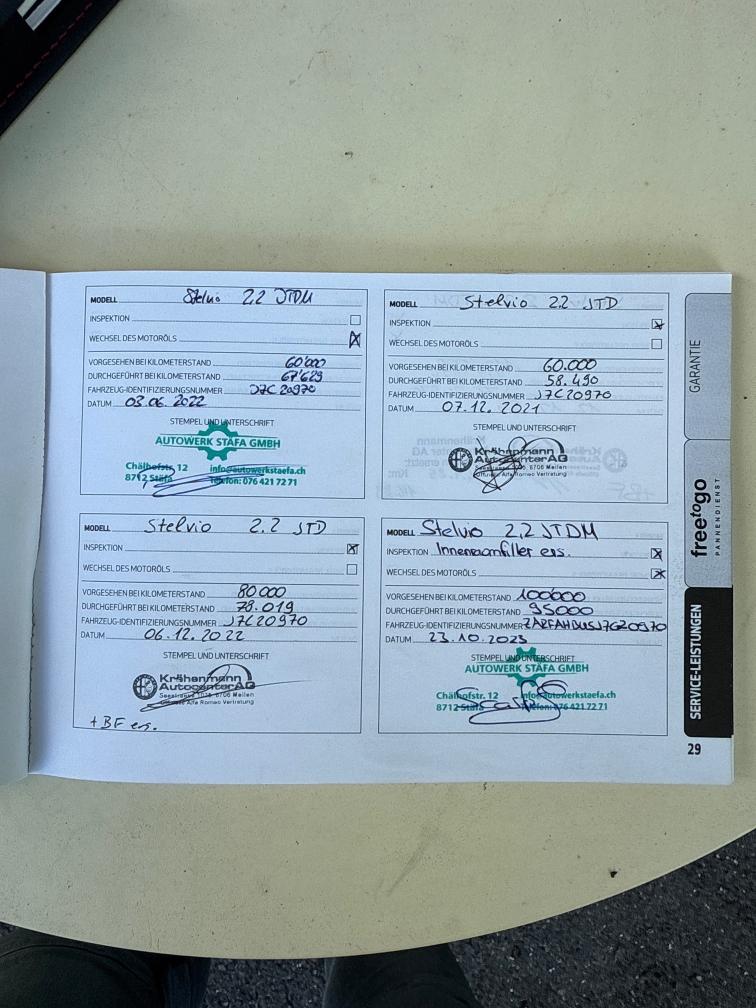 MODELL Stelvio 2.2 JTDM
INSPEKTION
WECHSEL DES MOTORÖLS X
VORGESEHEN BEI KILOMETERSTAND 60'000
DURCHGEFÜHRT BEI KILOMETERSTAND 67'629
FAHRZEUG-IDENTIFIZIERUNGSNUMMER J7C20970
DATUM 03.06.2022
STEMPEL UND UNTERSCHRIFT
AUTOWERK STÄFA GMBH
Chälhofstr. 12 info@autowerkstaefa.ch
8712 Stäfa Telefon: 076 421 72 71
MODELL Stelvio 2.2 JTD
INSPEKTION X
WECHSEL DES MOTORÖLS
VORGESEHEN BEI KILOMETERSTAND 60.000
DURCHGEFÜHRT BEI KILOMETERSTAND 58.490
FAHRZEUG-IDENTIFIZIERUNGSNUMMER J7C20970
DATUM 07.12.2021
STEMPEL UND UNTERSCHRIFT
Krähenmann
AutocenterAG
8706 Meilen
Offizielle Alfa Romeo Vertretung
MODELL Stelvio 2.2 JTD
INSPEKTION X
WECHSEL DES MOTORÖLS
VORGESEHEN BEI KILOMETERSTAND 80000
DURCHGEFÜHRT BEI KILOMETERSTAND 78.019
FAHRZEUG-IDENTIFIZIERUNGSNUMMER J7C20970
DATUM 06.12.2022
STEMPEL UND UNTERSCHRIFT
Krähenmann
AutocenterAG
8706 Meilen
Offizielle Alfa Romeo Vertretung
+ BF ers.
MODELL Stelvio 2,2 JTDM
INSPEKTION Innenraumfilter ers. X
WECHSEL DES MOTORÖLS X
VORGESEHEN BEI KILOMETERSTAND 100000
DURCHGEFÜHRT BEI KILOMETERSTAND 95000
FAHRZEUG-IDENTIFIZIERUNGSNUMMER
DATUM 23.10.2023
STEMPEL UND UNTERSCHRIFT
AUTOWERK STÄFA GMBH
Chälhofstr. 12 info@autowerkstaefa.ch
8712 Stäfa Telefon: 076 421 72 71
GARANTIE
freetogo
PANNENDIENST
SERVICE-LEISTUNGEN
29